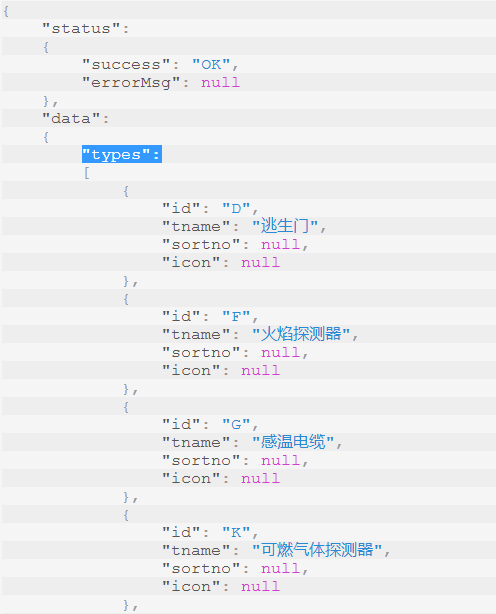 {
"status":
{
"success": "OK",
"errorMsg": null
},
"data":
{
"types":
[
{
"id": "D",
"tname": "逃生门",
"sortno": null,
"icon": null
},
{
"id": "F",
"tname": "火焰探测器",
"sortno": null,
"icon": null
},
{
"id": "G",
"tname": "感温电缆",
"sortno": null,
"icon": null
},
{
"id": "K",
"tname": "可燃气体探测器",
"sortno": null,
"icon": null
},